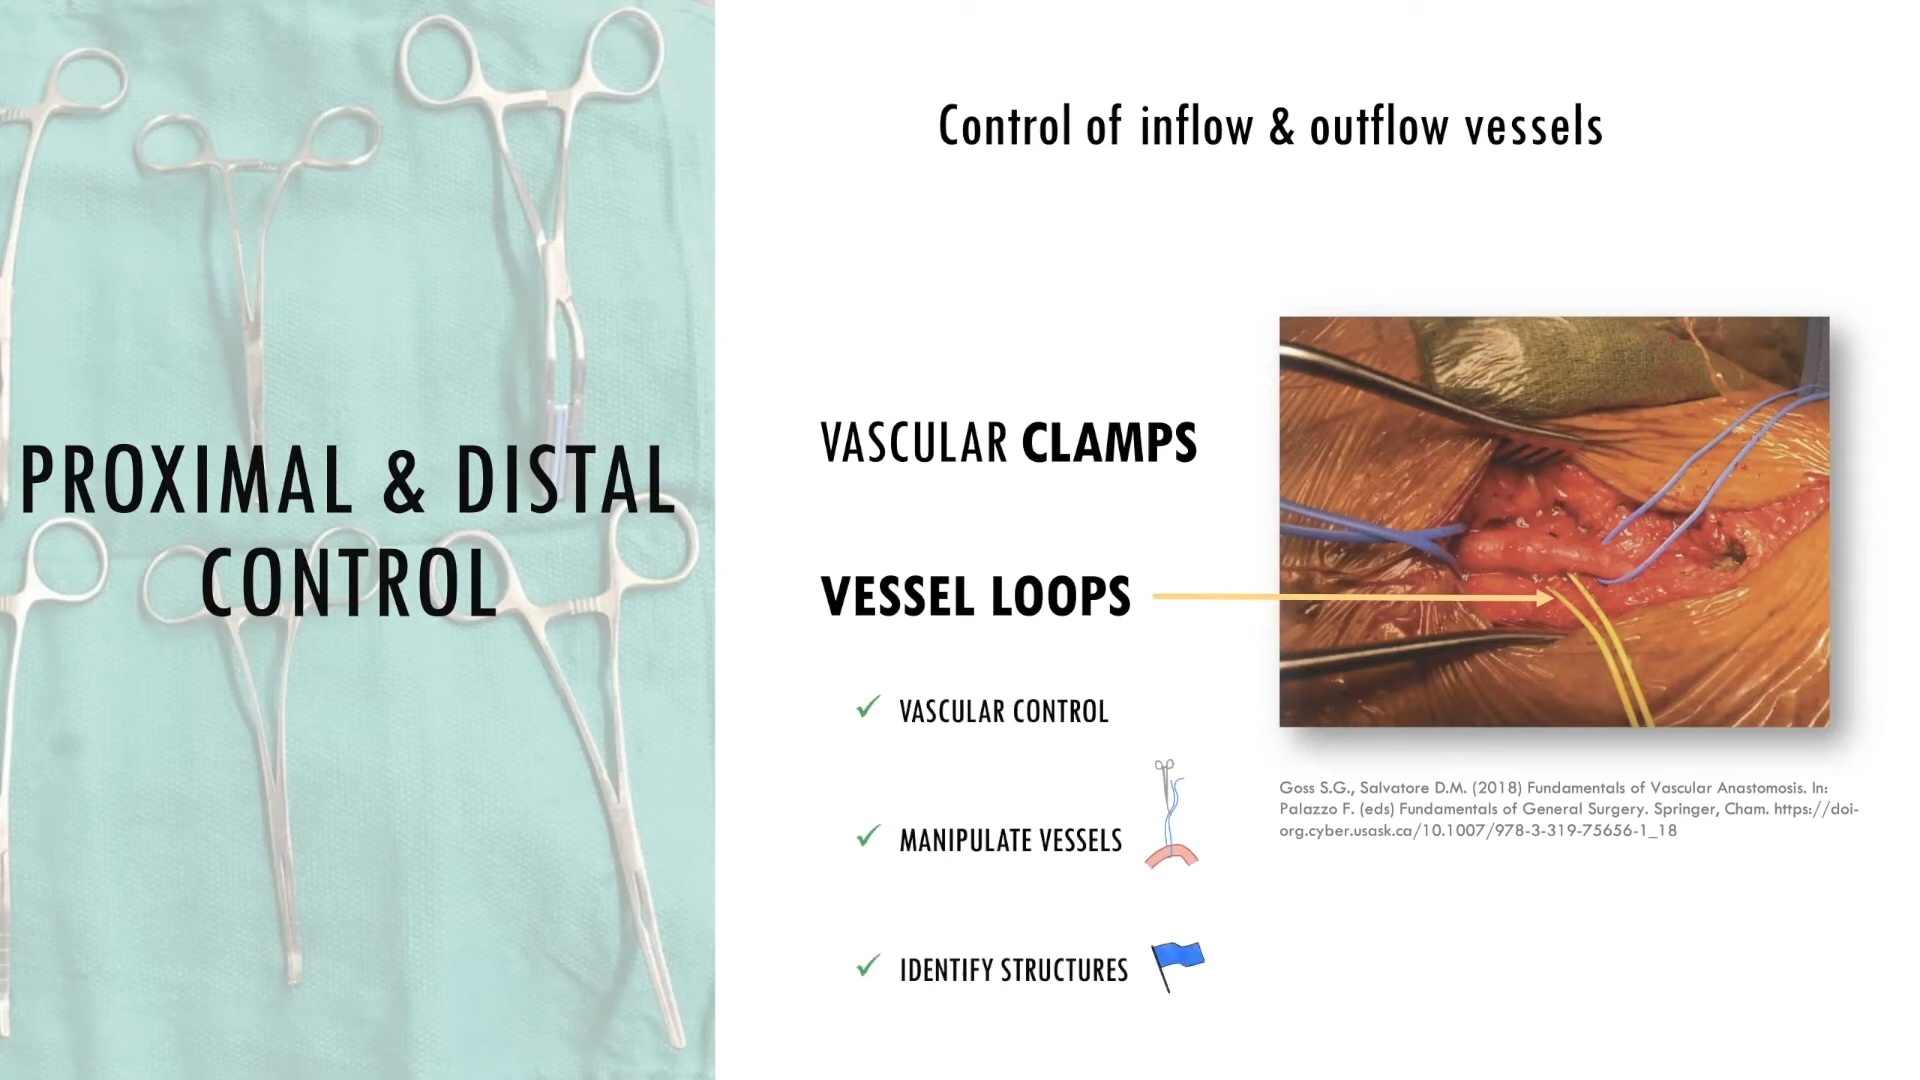 PROXIMAL & DISTAL
CONTROL
Control of inflow & outflow vessels
VASCULAR CLAMPS
VESSEL LOOPS
VASCULAR CONTROL
MANIPULATE VESSELS
IDENTIFY STRUCTURES
Goss S.G., Salvatore D.M. (2018) Fundamentals of Vascular Anastomosis. In:
Palazzo F. (eds) Fundamentals of General Surgery. Springer, Cham. https://doi-
org.cyber.usask.ca/10.1007/978-3-319-75656-1_18